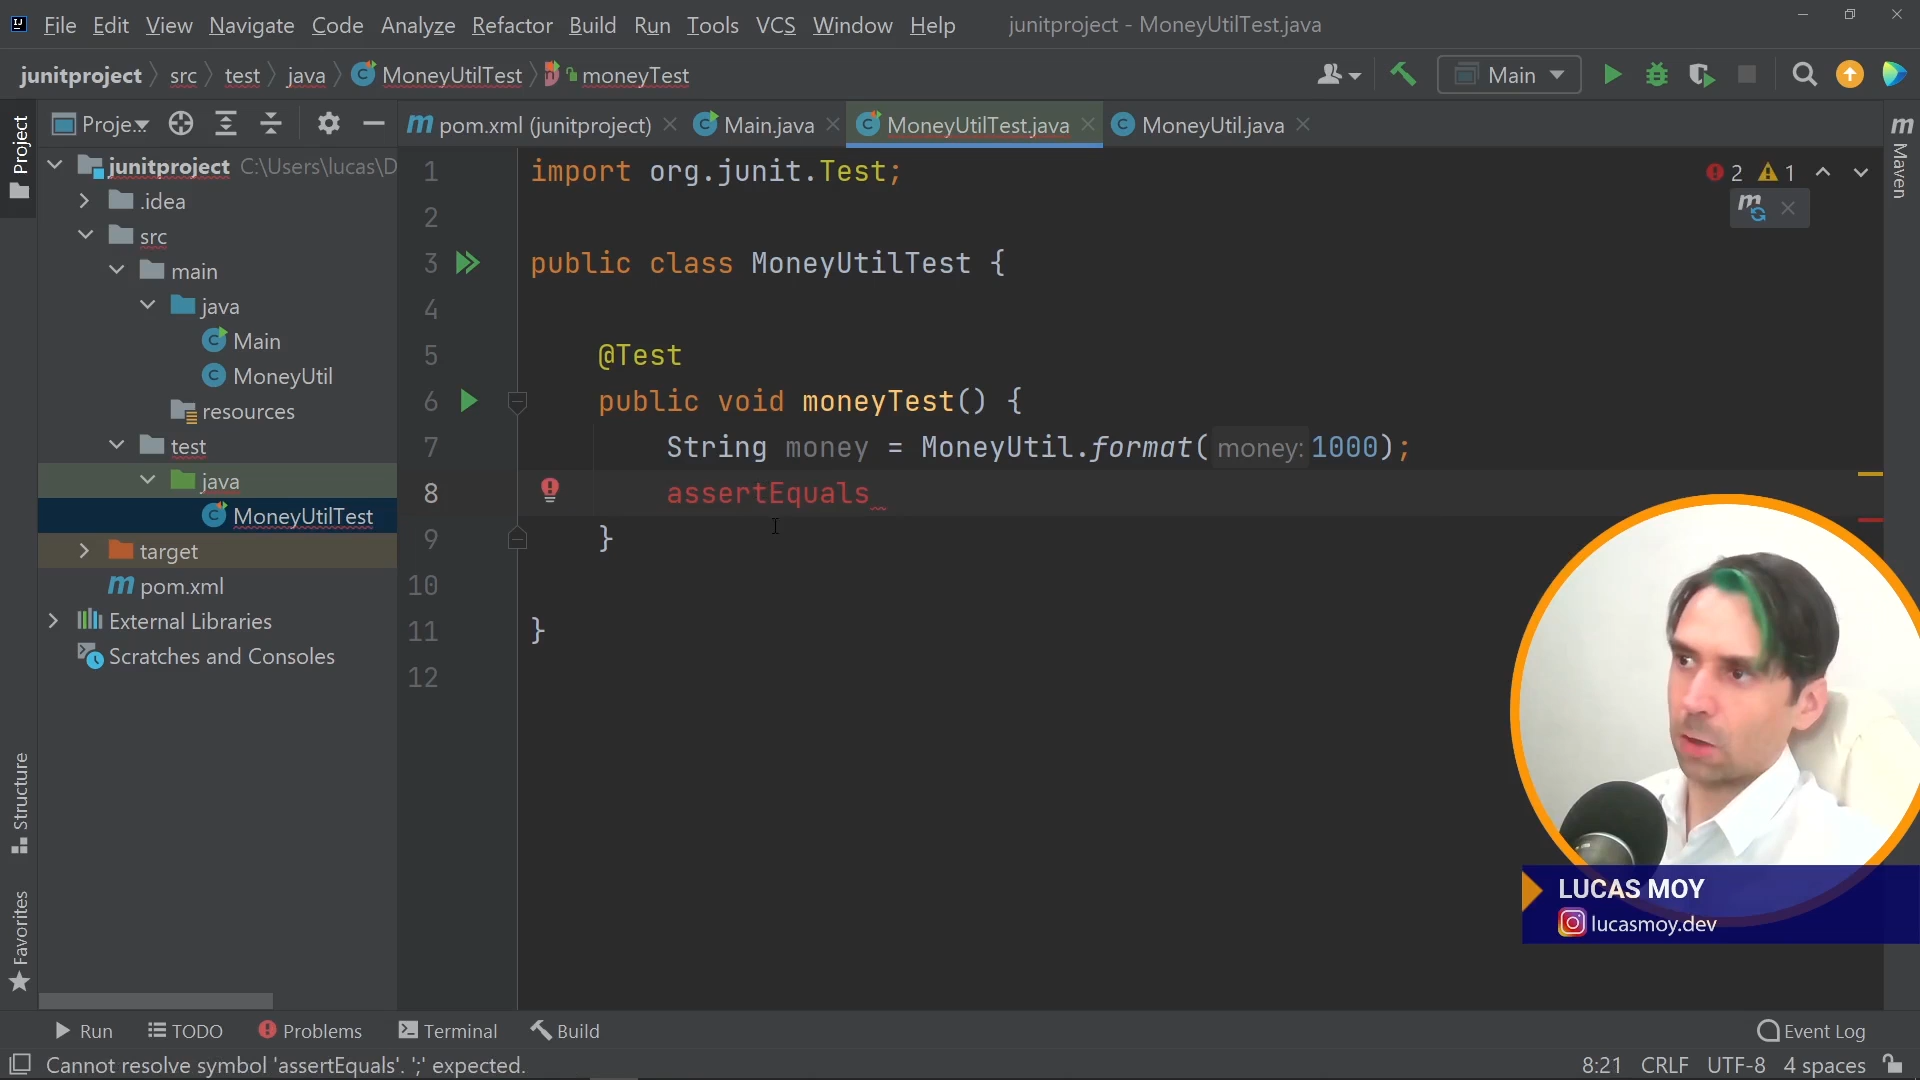 File Edit View Navigate Code Analyze Refactor Build Run Tools VCS Window Help junitproject - MoneyUtilTest.java
junitproject src test java MoneyUtilTest moneyTest Main
Project
Proje...
pom.xml (junitproject) Main.java MoneyUtilTest.java MoneyUtil.java
Maven
junitproject C:\Users\lucas\D
.idea
src
main
java
Main
MoneyUtil
resources
test
java
MoneyUtilTest
target
pom.xml
External Libraries
Scratches and Consoles
Structure
Favorites
2 1
1 import org.junit.Test;
2
3 public class MoneyUtilTest {
4
5 @Test
6 public void moneyTest() {
7 String money = MoneyUtil.format( money: 1000);
8 assertEquals
9 }
10
11 }
12
LUCAS MOY
lucasmoy.dev
Run TODO Problems Terminal Build Event Log
Cannot resolve symbol 'assertEquals'. ';' expected. 8:21 CRLF UTF-8 4 spaces